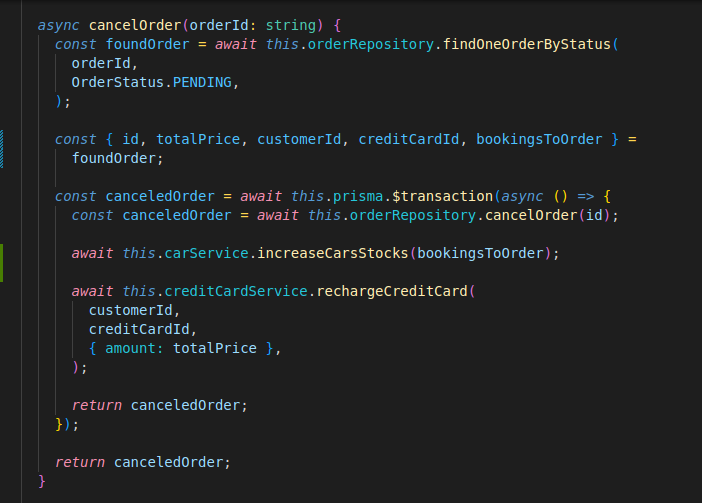 async cancelOrder(orderId: string) {
const foundOrder = await this.orderRepository.findOneOrderByStatus(
orderId,
OrderStatus.PENDING,
);
const { id, totalPrice, customerId, creditCardId, bookingsToOrder } =
foundOrder;
const canceledOrder = await this.prisma.$transaction(async () => {
const canceledOrder = await this.orderRepository.cancelOrder(id);
await this.carService.increaseCarsStocks(bookingsToOrder);
await this.creditCardService.rechargeCreditCard(
customerId,
creditCardId,
{ amount: totalPrice },
);
return canceledOrder;
});
return canceledOrder;
}